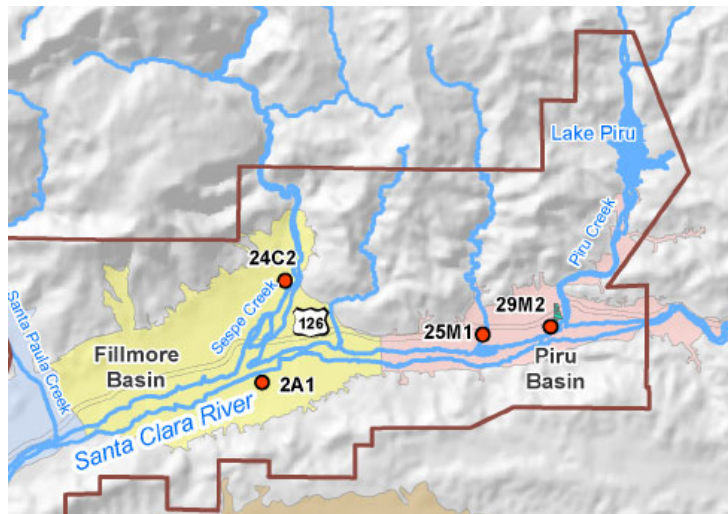 Lake Piru
Piru Creek
24C2
Sespe Creek
Santa Paula Creek
126
29M2
25M1
Fillmore
Basin
Piru
Basin
2A1
Santa Clara River